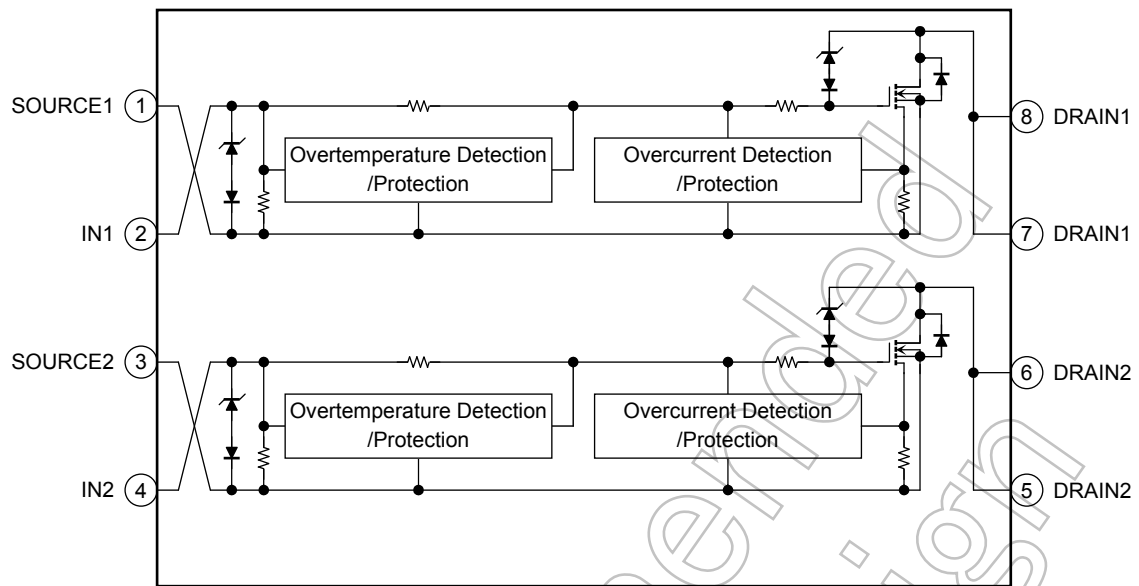 SOURCE1 1
IN1 2
Overtemperature Detection
/Protection
Overcurrent Detection
/Protection
8 DRAIN1
7 DRAIN1
SOURCE2 3
IN2 4
Overtemperature Detection
/Protection
Overcurrent Detection
/Protection
6 DRAIN2
5 DRAIN2